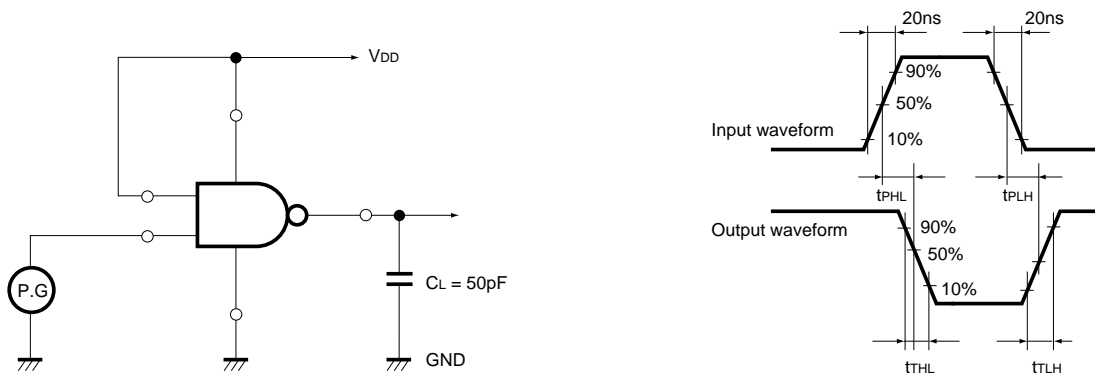 VDD
P.G
CL = 50pF
GND
20ns
20ns
90%
50%
10%
Input waveform
tPHL
tPLH
Output waveform
90%
50%
10%
tTHL
tTLH